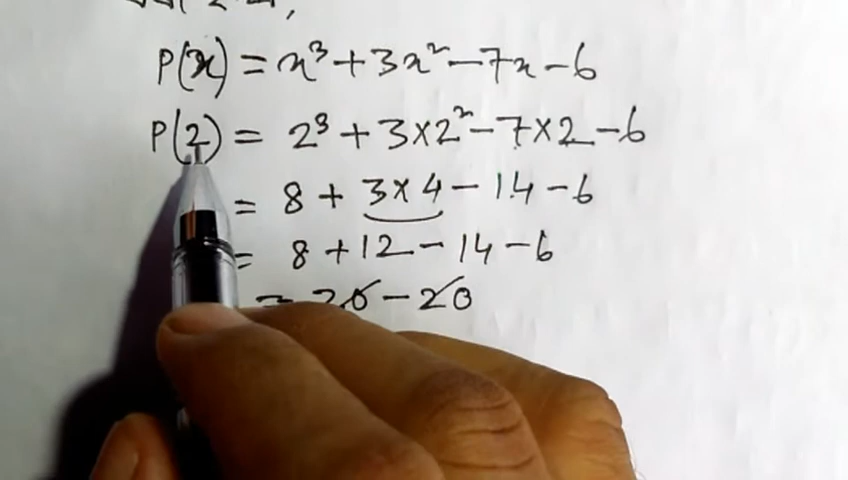 P(x) = x³ + 3x² - 7x - 6
P(2) = 2³ + 3×2² - 7×2 - 6
= 8 + 3×4 - 14 - 6
= 8 + 12 - 14 - 6
= 20 - 20